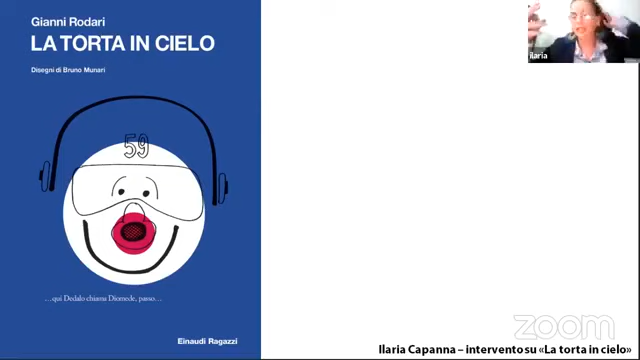 Gianni Rodari
LA TORTA IN CIELO
Disegni di Bruno Munari
59
...qui Dedalo chiama Diomede, passo...
Einaudi Ragazzi
ilaria
zoom
Ilaria Capanna – intervento su «La torta in cielo»